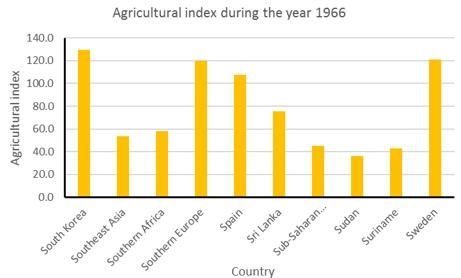 Agricultural index during the year 1966
Agricultural index
140.0
120.0
100.0
80.0
60.0
40.0
20.0
0.0
South Korea
Southeast Asia
Southern Africa
Southern Europe
Spain
Sri Lanka
Sub-Saharan...
Sudan
Suriname
Sweden
Country